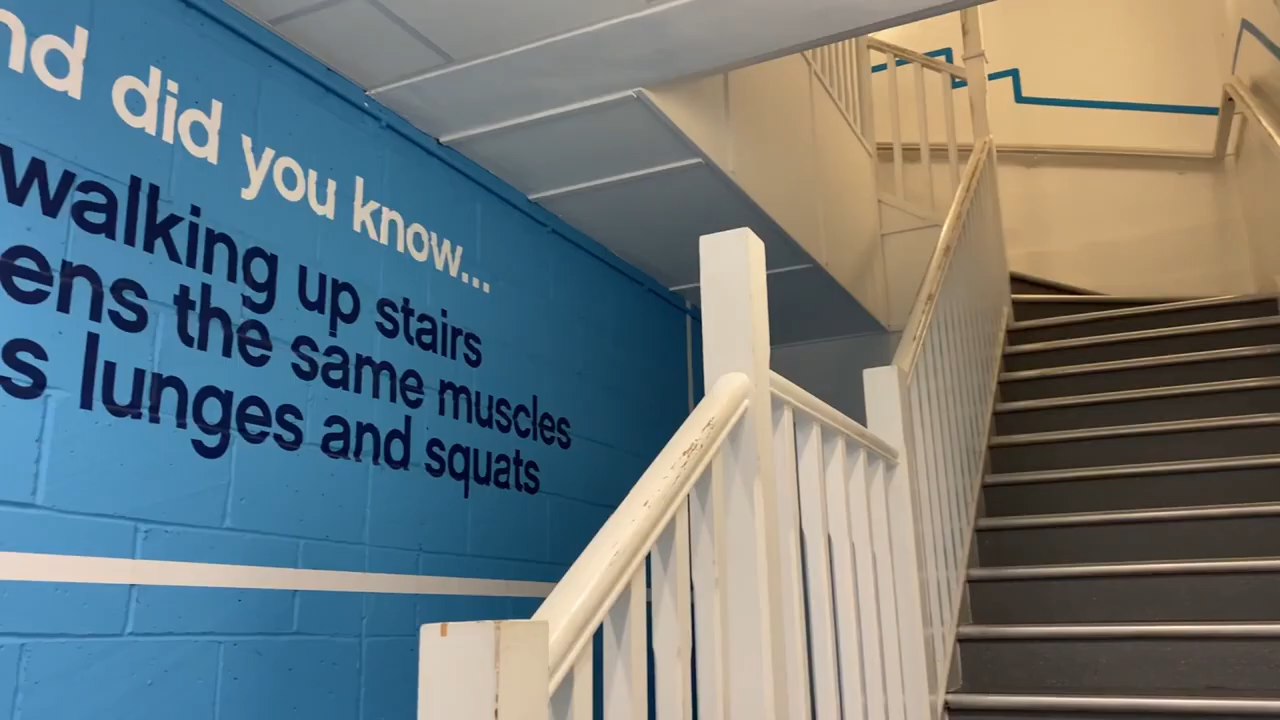 nd did you know...
walking up stairs
ens the same muscles
s lunges and squats